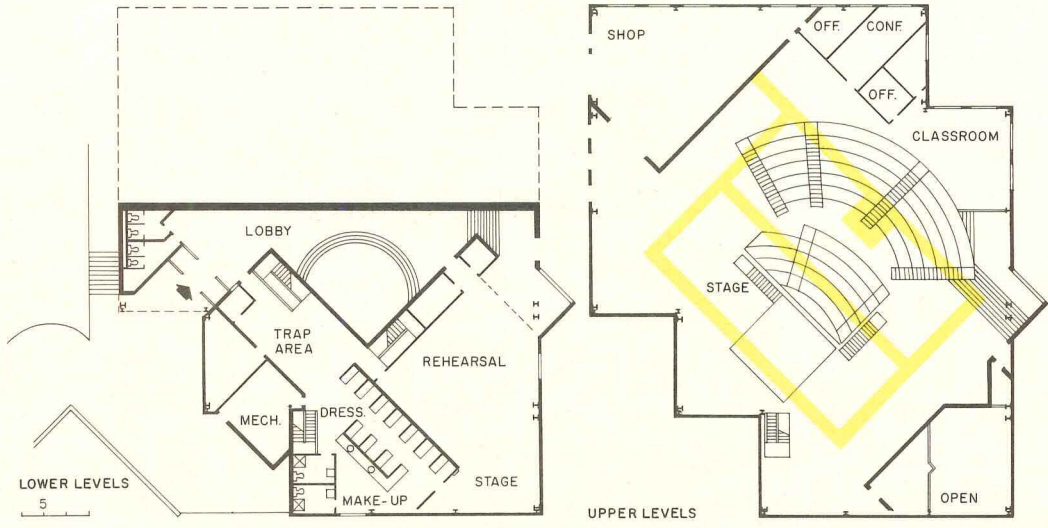 LOBBY
TRAP
AREA
REHEARSAL
MECH.
DRESS.
MAKE-UP
STAGE
LOWER LEVELS
5
SHOP
OFF.
CONF.
OFF.
CLASSROOM
STAGE
OPEN
UPPER LEVELS